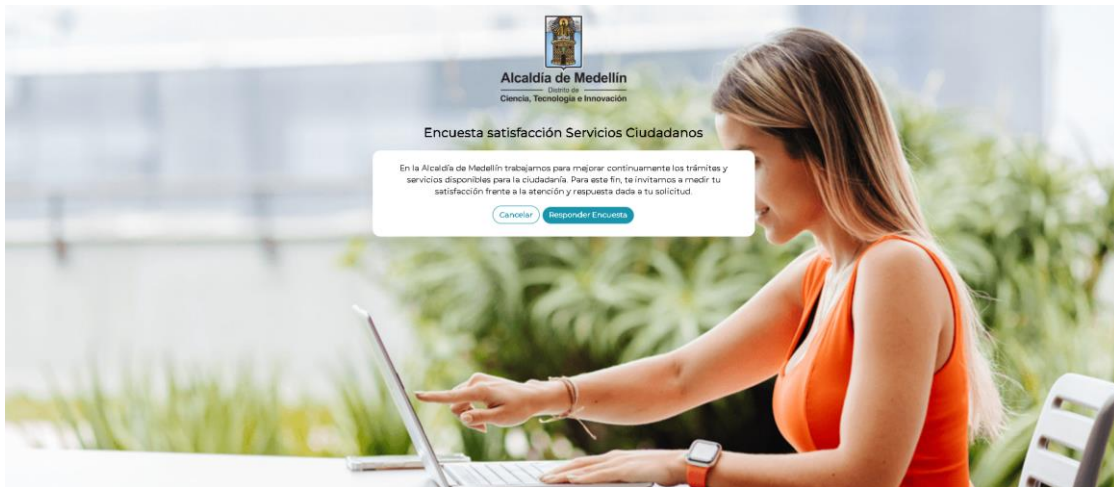 Alcaldía de Medellín
Distrito de
Ciencia, Tecnología e Innovación
Encuesta satisfacción Servicios Ciudadanos
En la Alcaldía de Medellín trabajamos para mejorar continuamente los trámites y
servicios disponibles para la ciudadanía. Para este fin, te invitamos a medir tu
satisfacción frente a la atención y respuesta dada a tu solicitud.
Cancelar Responder Encuesta